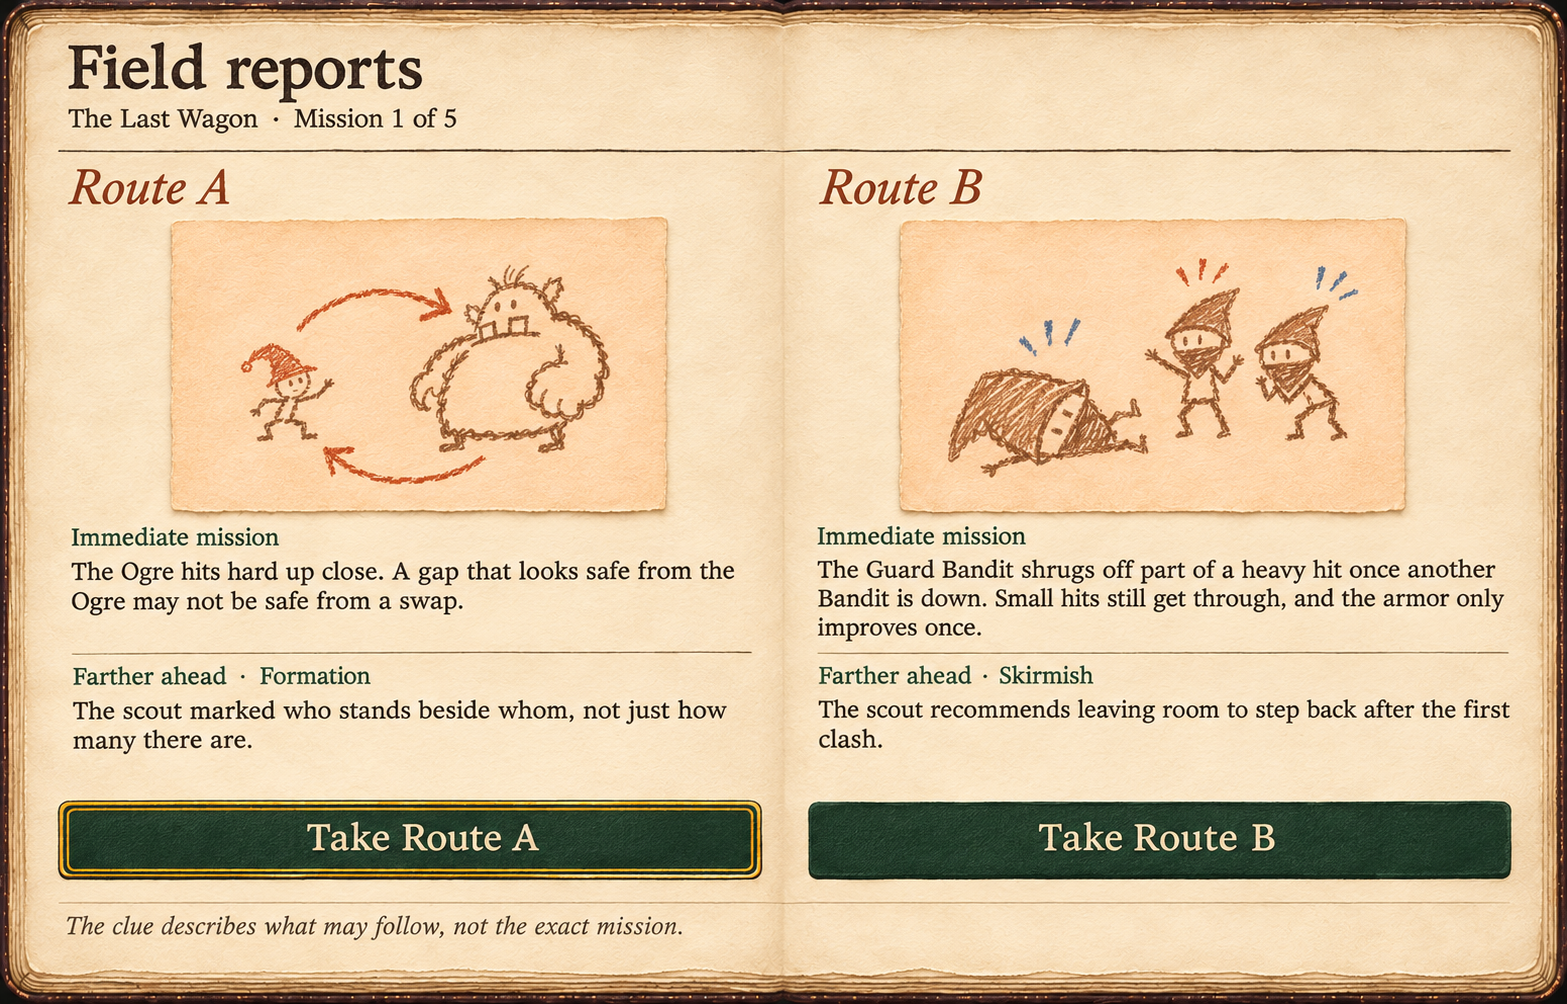 Field reports
The Last Wagon · Mission 1 of 5
Route A
Immediate mission
The Ogre hits hard up close. A gap that looks safe from the
Ogre may not be safe from a swap.
Farther ahead · Formation
The scout marked who stands beside whom, not just how
many there are.
Take Route A
Route B
Immediate mission
The Guard Bandit shrugs off part of a heavy hit once another
Bandit is down. Small hits still get through, and the armor only
improves once.
Farther ahead · Skirmish
The scout recommends leaving room to step back after the first
clash.
Take Route B
The clue describes what may follow, not the exact mission.